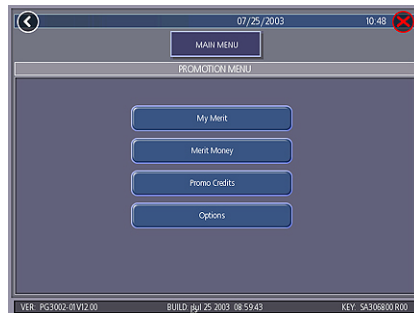 07/25/2003 10:48
MAIN MENU
PROMOTION MENU
My Merit
Merit Money
Promo Credits
Options
VER: PG3002-01V12.00 BUILD: pjul 25 2003 08:59:43 KEY: SA306800 R00